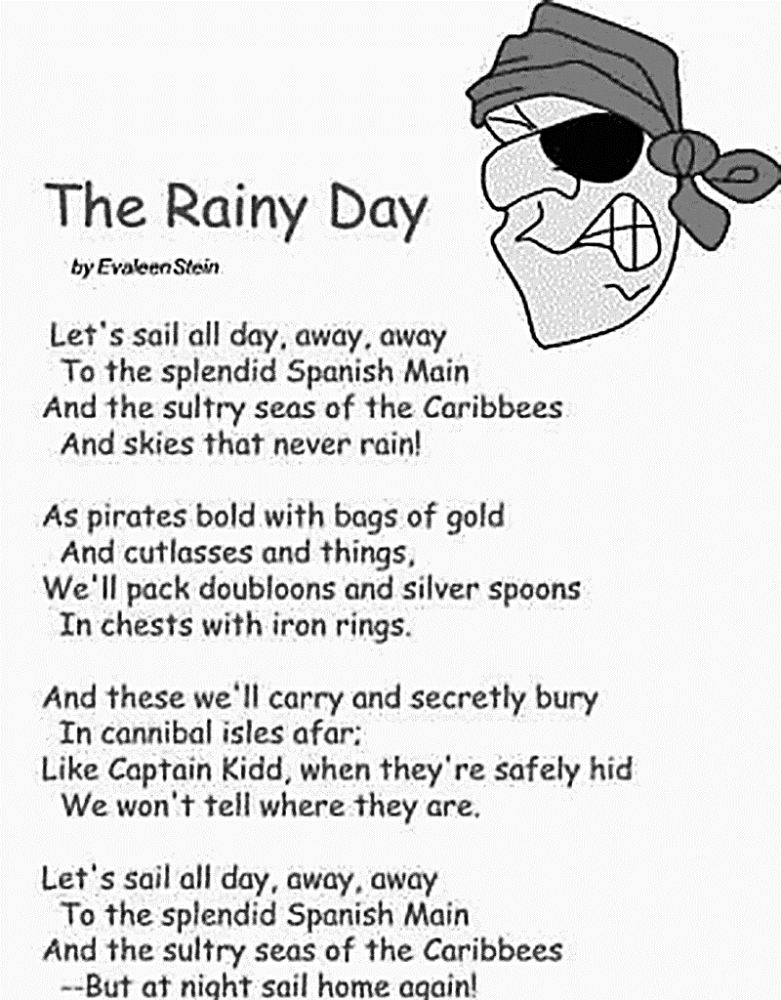 The Rainy Day
by Evaleen Stein
Let's sail all day, away, away
To the splendid Spanish Main
And the sultry seas of the Caribbees
And skies that never rain!
As pirates bold with bags of gold
And cutlasses and things,
We'll pack doubloons and silver spoons
In chests with iron rings.
And these we'll carry and secretly bury
In cannibal isles afar;
Like Captain Kidd, when they're safely hid
We won't tell where they are.
Let's sail all day, away, away
To the splendid Spanish Main
And the sultry seas of the Caribbees
--But at night sail home again!